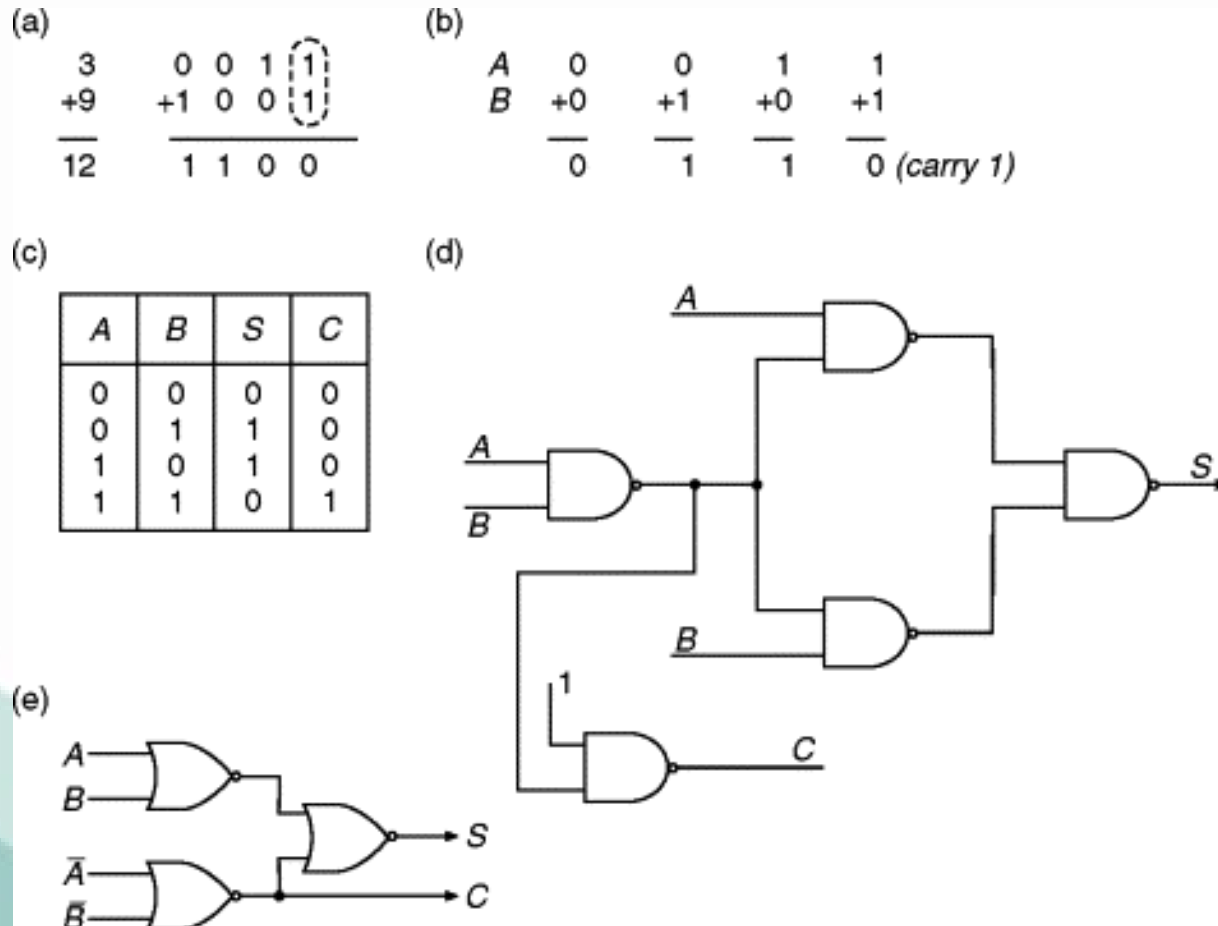 (a)
3 0 0 1 1
+9 +1 0 0 1
12 1 1 0 0
(b)
A 0 0 1 1
B +0 +1 +0 +1
0 1 1 0 (carry 1)
(c)
A B S C
0 0 0 0
0 1 1 0
1 0 1 0
1 1 0 1
(d)
A
A
B
S
B
1
C
(e)
A
B
S
A̅
C
B̅